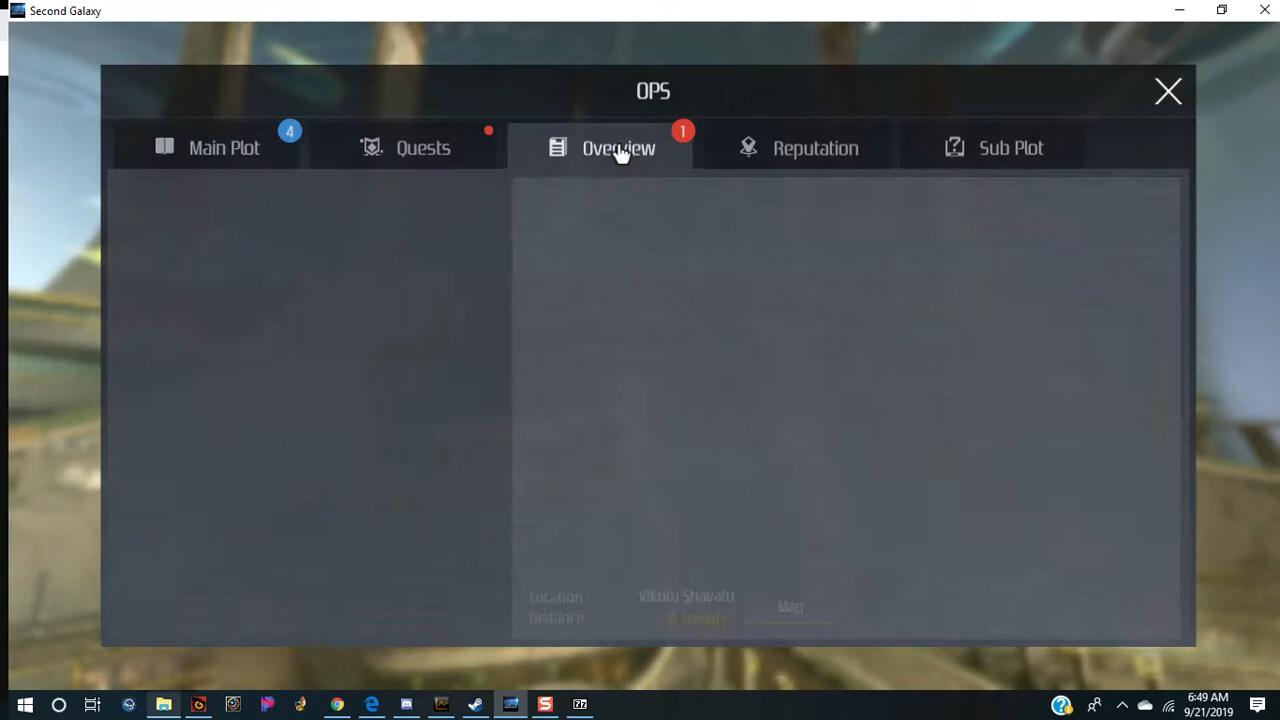 Second Galaxy
OPS
Main Plot
4
Quests
Overview
1
Reputation
Sub Plot
Location
Vikofu Shavatu
Map
Distance
6:49 AM
9/21/2019